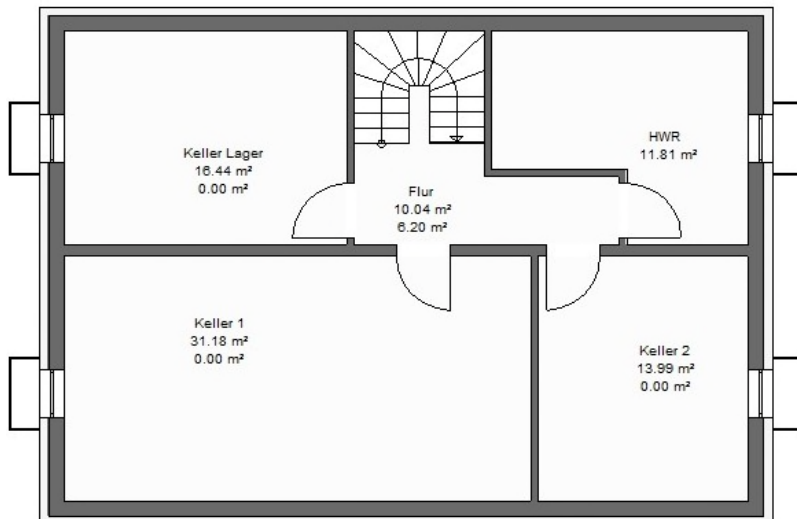 Keller Lager
16.44 m²
0.00 m²
HWR
11.81 m²
Flur
10.04 m²
6.20 m²
Keller 1
31.18 m²
0.00 m²
Keller 2
13.99 m²
0.00 m²